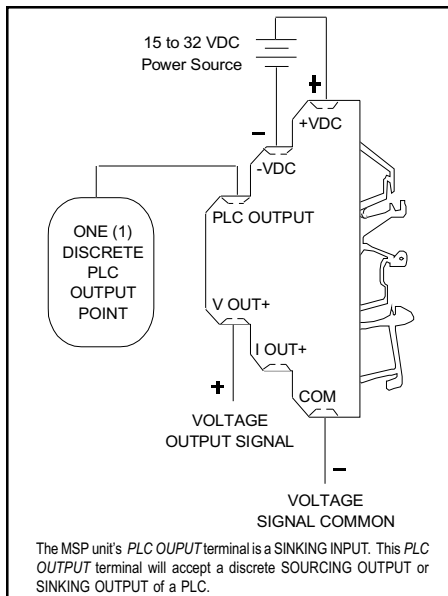 15 to 32 VDC
Power Source
+
+VDC
-
-VDC
PLC OUTPUT
ONE (1)
DISCRETE
PLC
OUTPUT
POINT
V OUT+
I OUT+
+
COM
VOLTAGE
OUTPUT SIGNAL
-
VOLTAGE
SIGNAL COMMON
The MSP unit's PLC OUPUT terminal is a SINKING INPUT. This PLC
OUTPUT terminal will accept a discrete SOURCING OUTPUT or
SINKING OUTPUT of a PLC.